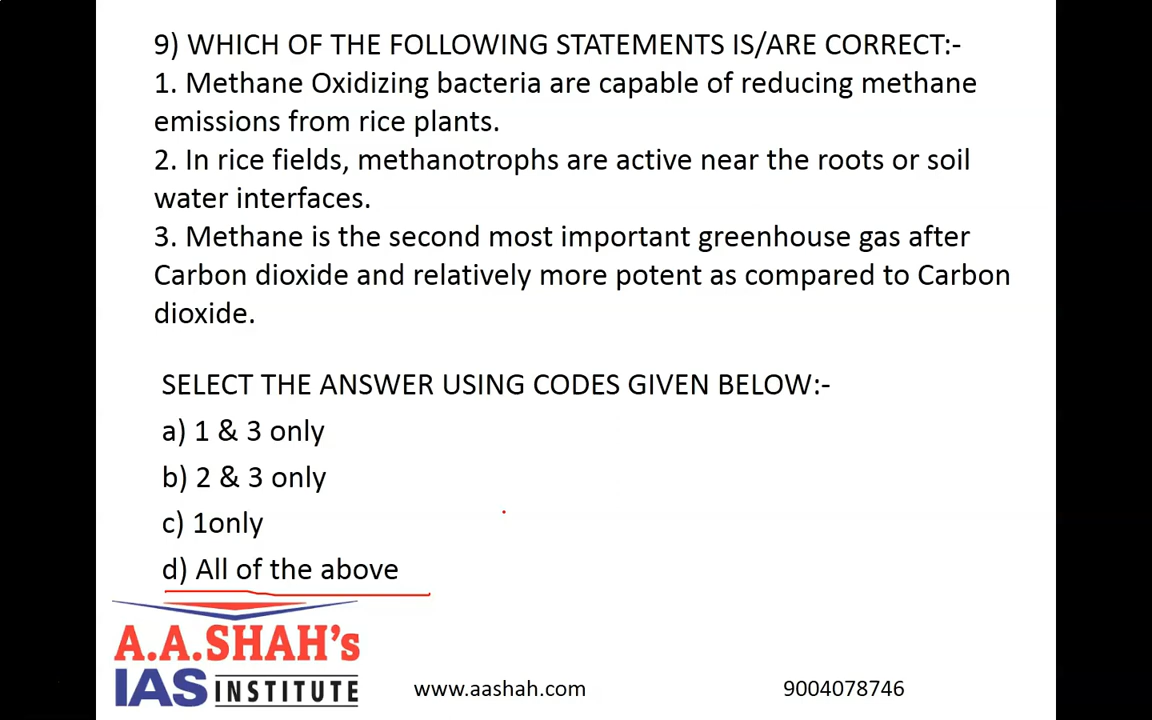 9) WHICH OF THE FOLLOWING STATEMENTS IS/ARE CORRECT:-
1. Methane Oxidizing bacteria are capable of reducing methane
emissions from rice plants.
2. In rice fields, methanotrophs are active near the roots or soil
water interfaces.
3. Methane is the second most important greenhouse gas after
Carbon dioxide and relatively more potent as compared to Carbon
dioxide.
SELECT THE ANSWER USING CODES GIVEN BELOW:-
a) 1 & 3 only
b) 2 & 3 only
c) 1only
d) All of the above
A.A.SHAH's
IAS INSTITUTE
www.aashah.com
9004078746